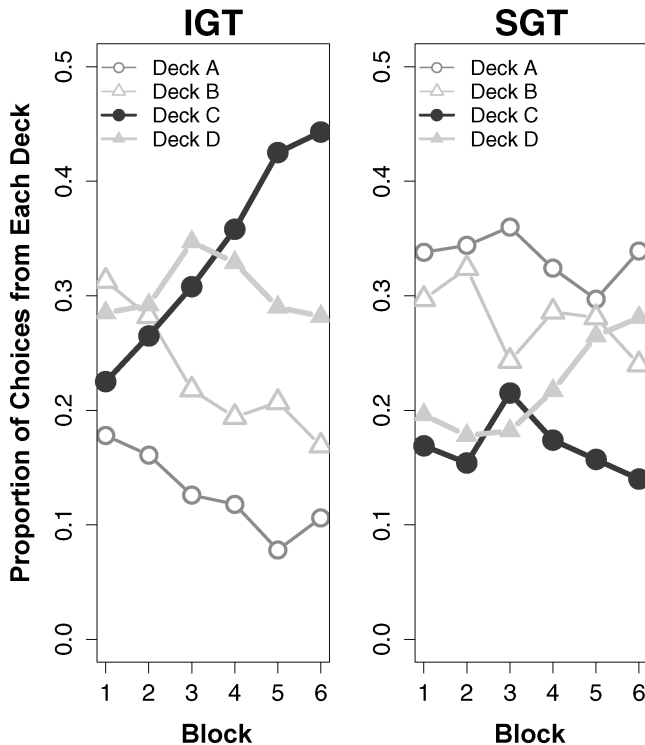 IGT
Proportion of Choices from Each Deck
0.5
0.4
0.3
0.2
0.1
0.0
Deck A
Deck B
Deck C
Deck D
1 2 3 4 5 6
Block
SGT
0.5
0.4
0.3
0.2
0.1
0.0
Deck A
Deck B
Deck C
Deck D
1 2 3 4 5 6
Block